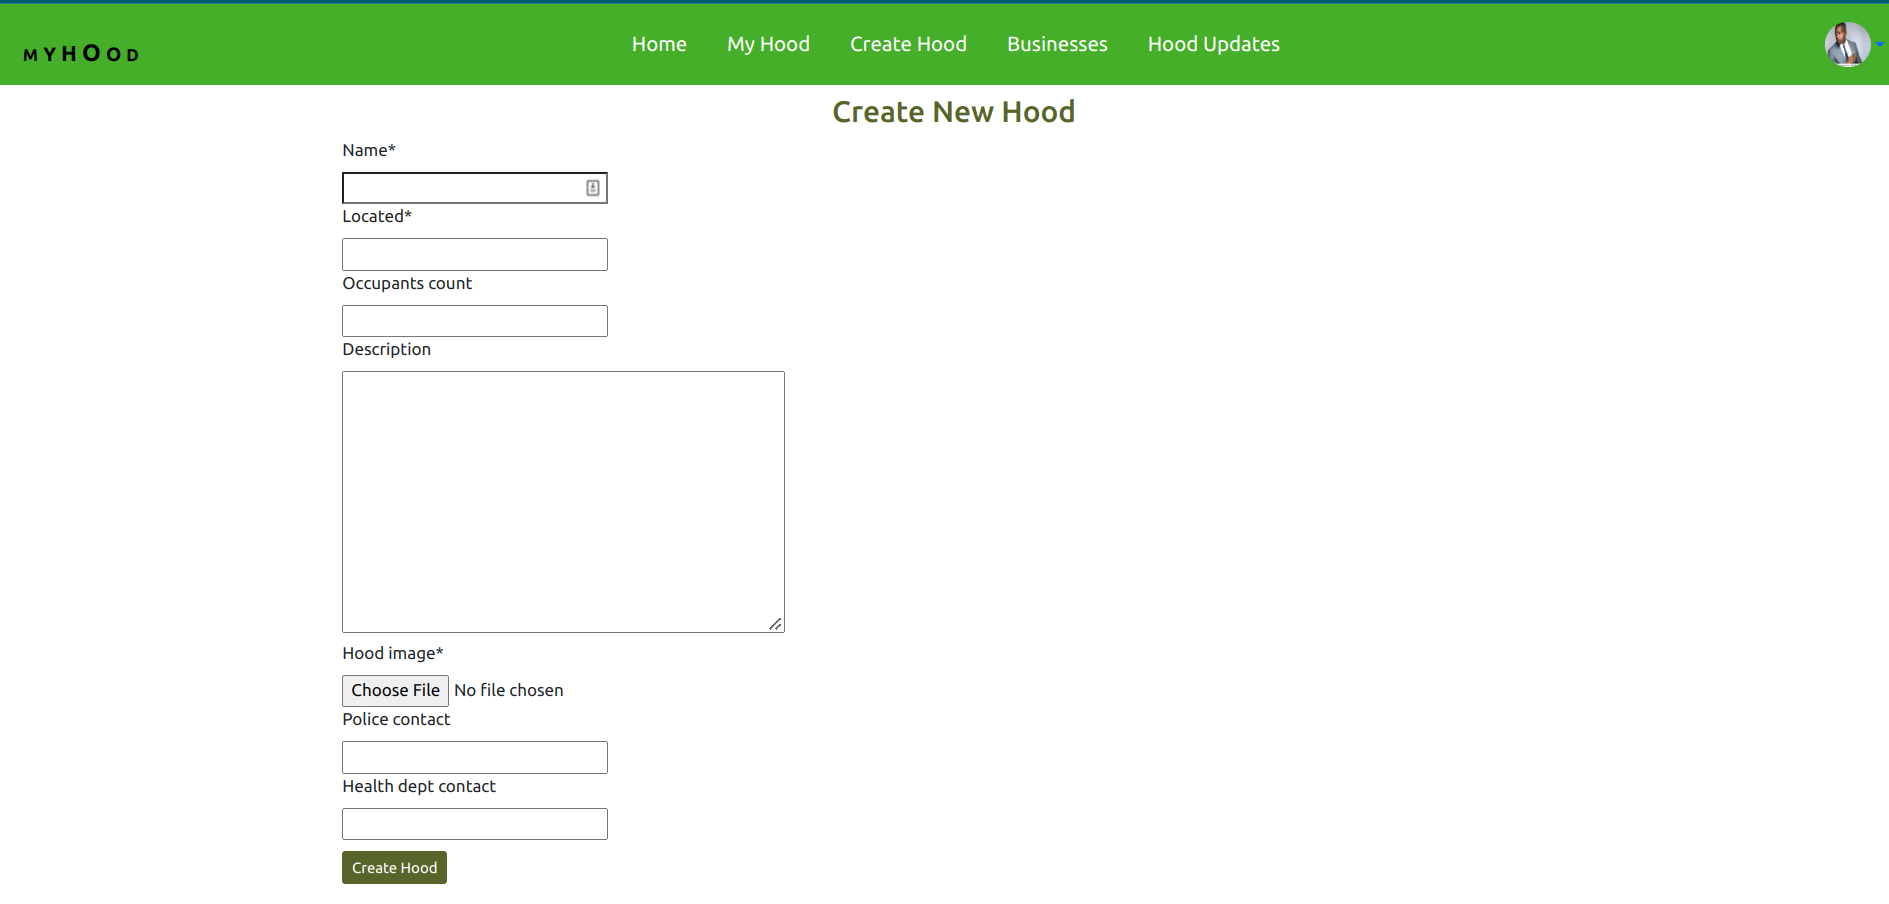 MYHOOD
Home My Hood Create Hood Businesses Hood Updates
Create New Hood
Name*
Located*
Occupants count
Description
Hood image*
Choose File No file chosen
Police contact
Health dept contact
Create Hood